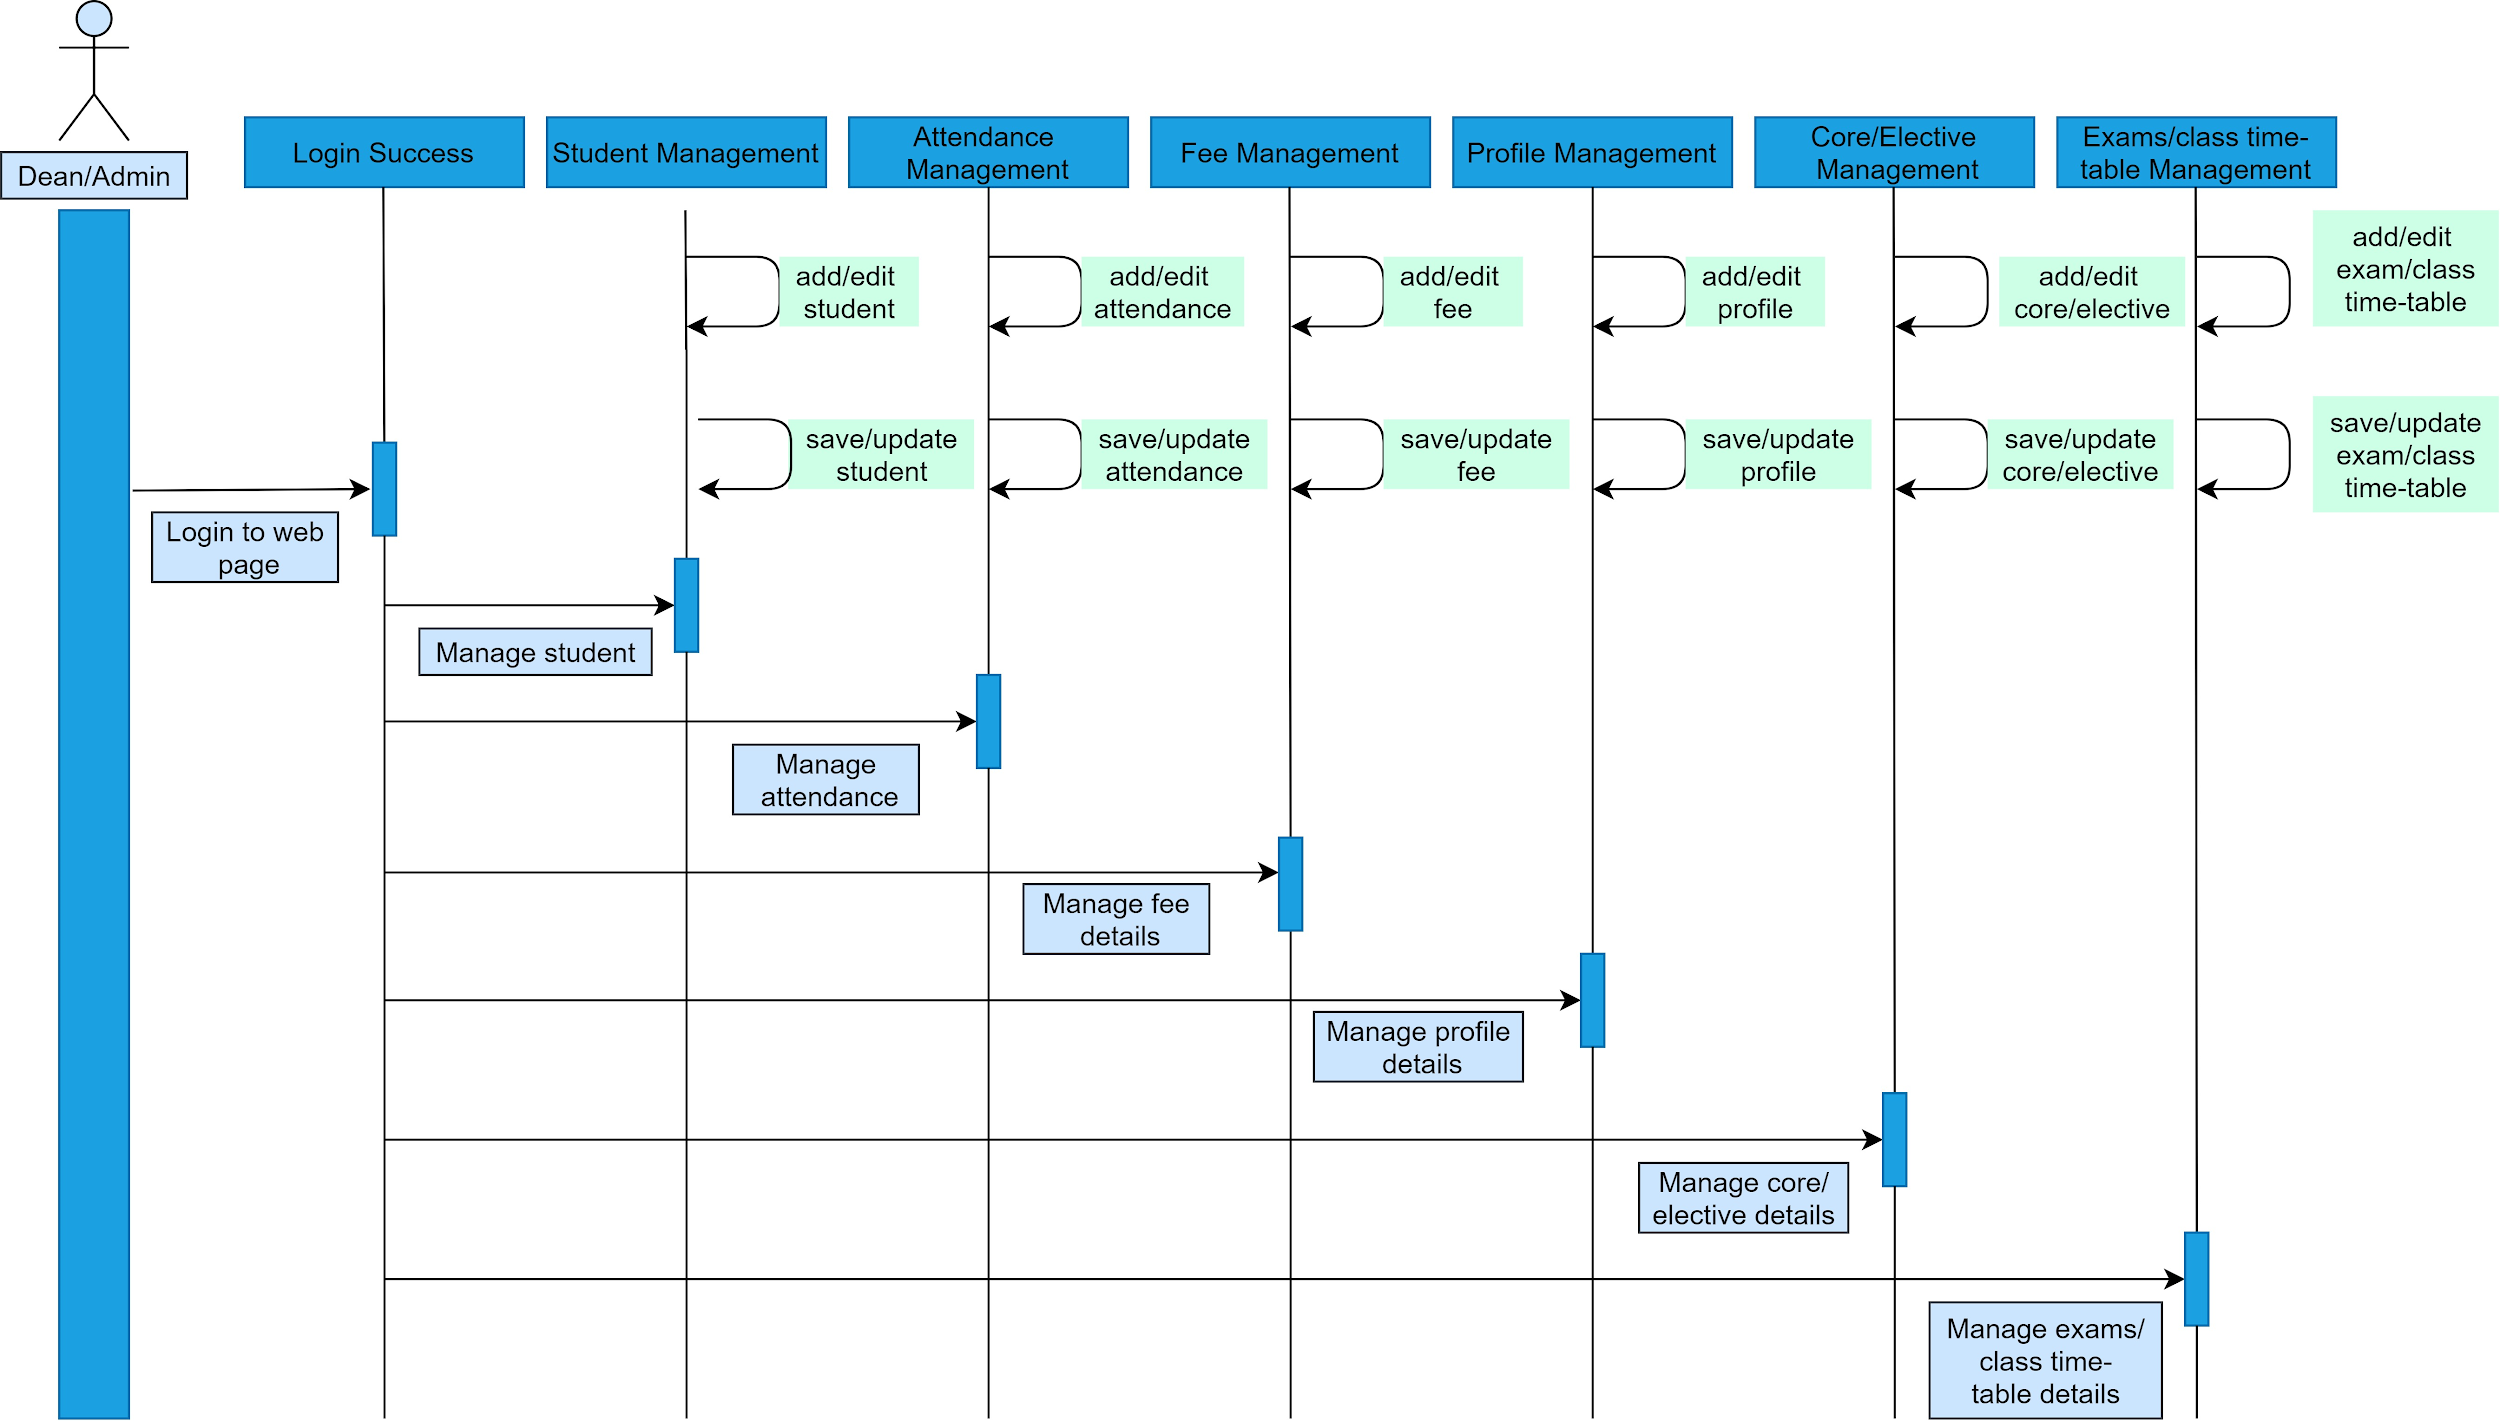 Dean/Admin
Login Success
Student Management
Attendance
Management
Fee Management
Profile Management
Core/Elective
Management
Exams/class time-
table Management
add/edit
student
add/edit
attendance
add/edit
fee
add/edit
profile
add/edit
core/elective
add/edit
exam/class
time-table
save/update
student
save/update
attendance
save/update
fee
save/update
profile
save/update
core/elective
save/update
exam/class
time-table
Login to web
page
Manage student
Manage
attendance
Manage fee
details
Manage profile
details
Manage core/
elective details
Manage exams/
class time-
table details